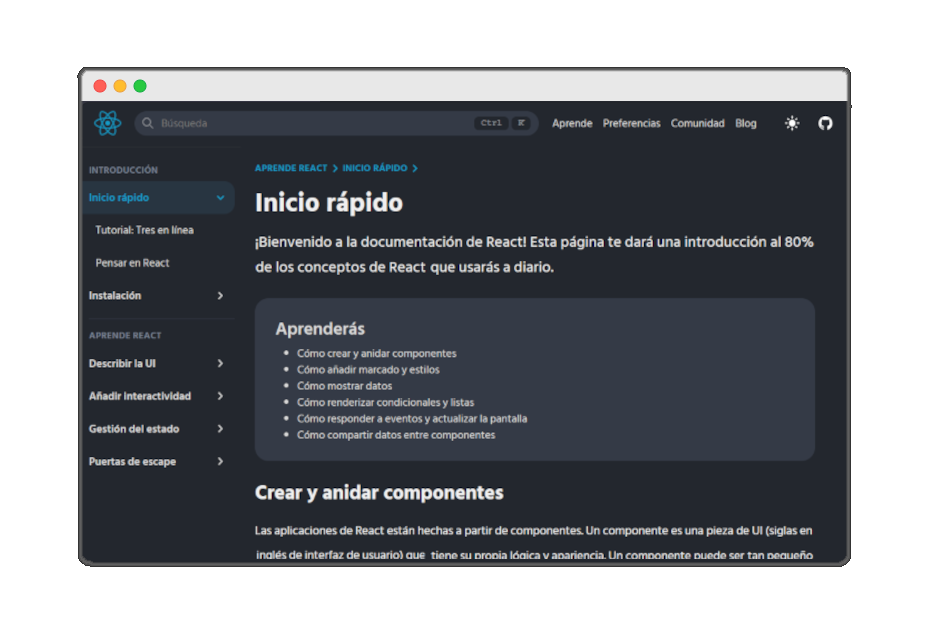 Búsqueda Ctrl K Aprende Preferencias Comunidad Blog
INTRODUCCIÓN
Inicio rápido
Tutorial: Tres en línea
Pensar en React
Instalación
APRENDE REACT
Describir la UI
Añadir interactividad
Gestión del estado
Puertas de escape
APRENDE REACT INICIO RÁPIDO
Inicio rápido
¡Bienvenido a la documentación de React! Esta página te dará una introducción al 80%
de los conceptos de React que usarás a diario.
Aprenderás
Cómo crear y anidar componentes
Cómo añadir marcado y estilos
Cómo mostrar datos
Cómo renderizar condicionales y listas
Cómo responder a eventos y actualizar la pantalla
Cómo compartir datos entre componentes
Crear y anidar componentes
Las aplicaciones de React están hechas a partir de componentes. Un componente es una pieza de UI (siglas en
inglés de interfaz de usuario) que tiene su propia lógica y apariencia. Un componente puede ser tan pequeño